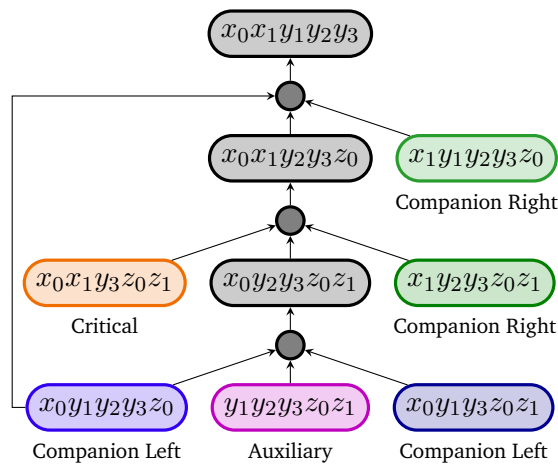 x₀x₁y₁y₂y₃
x₀x₁y₂y₃z₀
x₁y₁y₂y₃z₀
Companion Right
x₀x₁y₃z₀z₁
x₀y₂y₃z₀z₁
x₁y₂y₃z₀z₁
Critical
Companion Right
x₀y₁y₂y₃z₀
y₁y₂y₃z₀z₁
x₀y₁y₃z₀z₁
Companion Left
Auxiliary
Companion Left